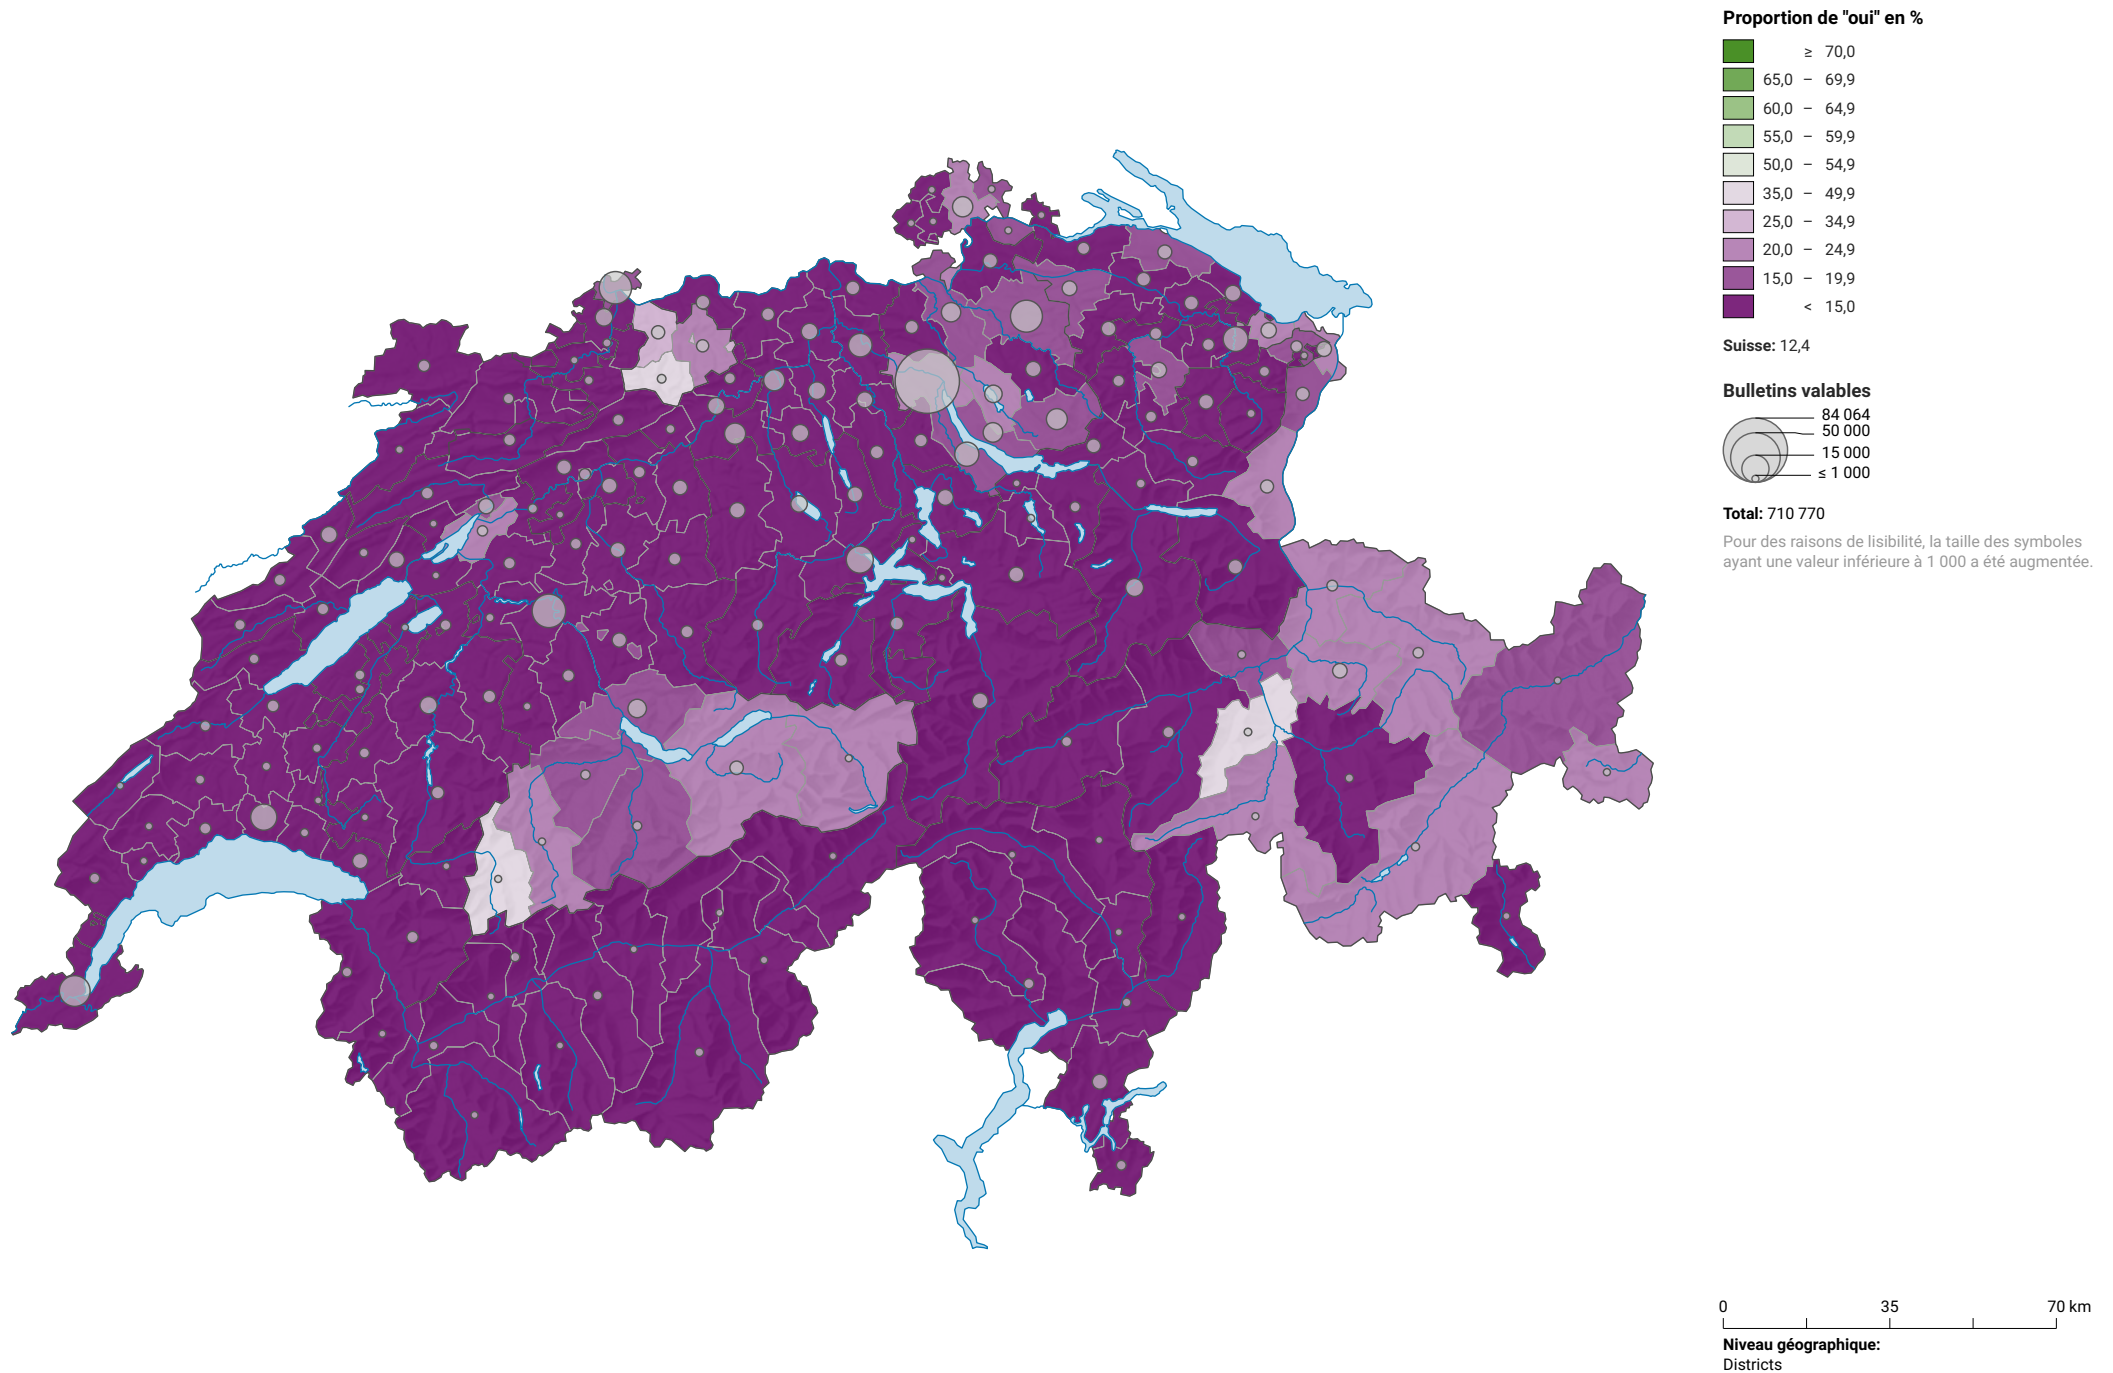 Proportion de "oui" en %
≥ 70,0
65,0 – 69,9
60,0 – 64,9
55,0 – 59,9
50,0 – 54,9
35,0 – 49,9
25,0 – 34,9
20,0 – 24,9
15,0 – 19,9
< 15,0
Suisse: 12,4
Bulletins valables
84 064
50 000
15 000
≤ 1 000
Total: 710 770
Pour des raisons de lisibilité, la taille des symboles
ayant une valeur inférieure à 1 000 a été augmentée.
0 35 70 km
Niveau géographique:
Districts